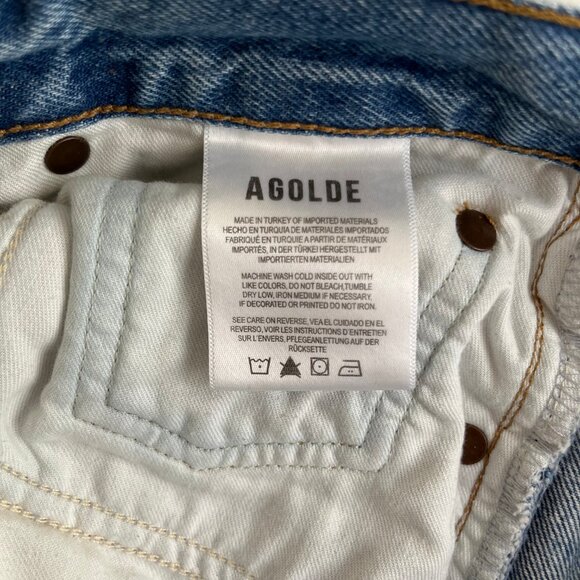 AGOLDE
MADE IN TURKEY OF IMPORTED MATERIALS
HECHO EN TURQUIA DE MATERIALES IMPORTADOS
FABRIQUÉ EN TURQUIE A PARTIR DE MATÉRIAUX
IMPORTÉS, IN DER TÜRKEI HERGESTELLT MIT
IMPORTIERTEN MATERIALIEN
MACHINE WASH COLD INSIDE OUT WITH
LIKE COLORS, DO NOT BLEACH,TUMBLE
DRY LOW, IRON MEDIUM IF NECESSARY,
IF DECORATED OR PRINTED DO NOT IRON.
SEE CARE ON REVERSE, VEA EL CUIDADO EN EL
REVERSO, VOIR LES INSTRUCTIONS D'ENTRETIEN
SUR L'ENVERS, PFLEGEANLEITUNG AUF DER
RÜCKSETTE